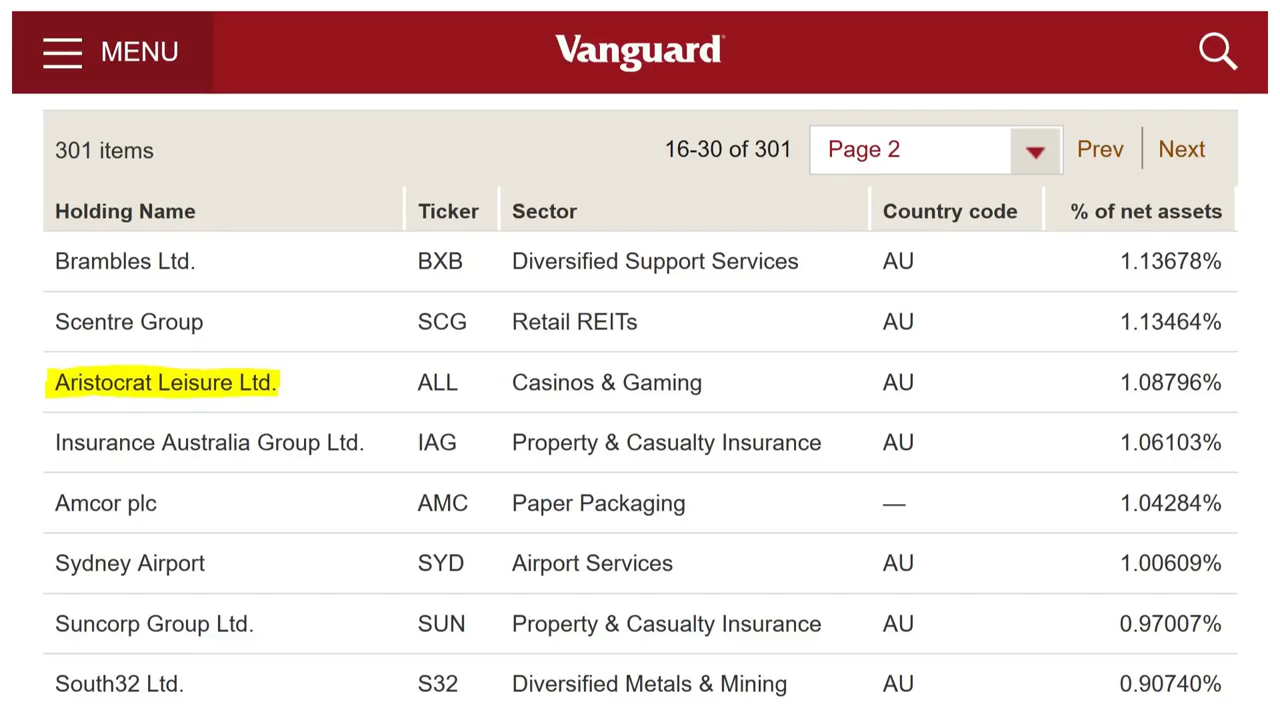 MENU Vanguard
301 items 16-30 of 301 Page 2 Prev Next
Holding Name Ticker Sector Country code % of net assets
Brambles Ltd. BXB Diversified Support Services AU 1.13678%
Scentre Group SCG Retail REITs AU 1.13464%
Aristocrat Leisure Ltd. ALL Casinos & Gaming AU 1.08796%
Insurance Australia Group Ltd. IAG Property & Casualty Insurance AU 1.06103%
Amcor plc AMC Paper Packaging — 1.04284%
Sydney Airport SYD Airport Services AU 1.00609%
Suncorp Group Ltd. SUN Property & Casualty Insurance AU 0.97007%
South32 Ltd. S32 Diversified Metals & Mining AU 0.90740%